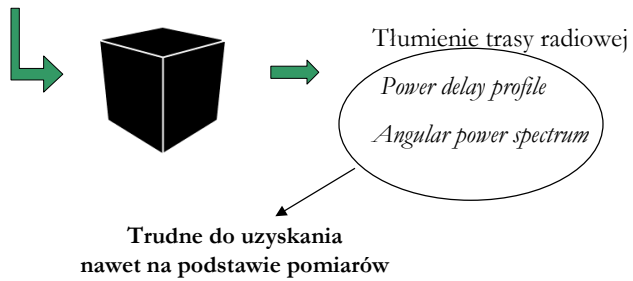 Tłumienie trasy radiowej
Power delay profile
Angular power spectrum
Trudne do uzyskania
nawet na podstawie pomiarów